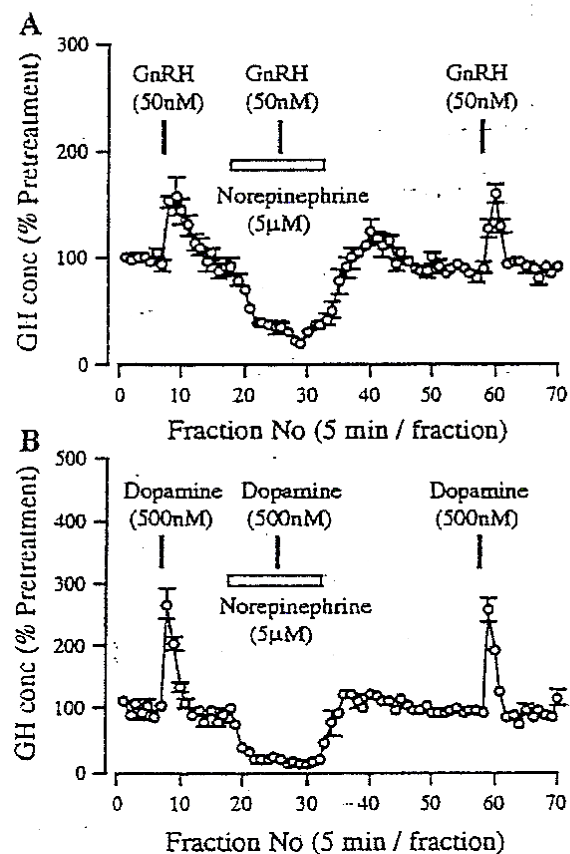 A
300
200
100
0
GH conc (% Pretreatment)
GnRH
(50nM)
GnRH
(50nM)
GnRH
(50nM)
Norepinephrine
(5μM)
0 10 20 30 40 50 60 70
Fraction No (5 min / fraction)
B
500
400
300
200
100
0
GH conc (% Pretreatment)
Dopamine
(500nM)
Dopamine
(500nM)
Dopamine
(500nM)
Norepinephrine
(5μM)
0 10 20 30 40 50 60 70
Fraction No (5 min / fraction)